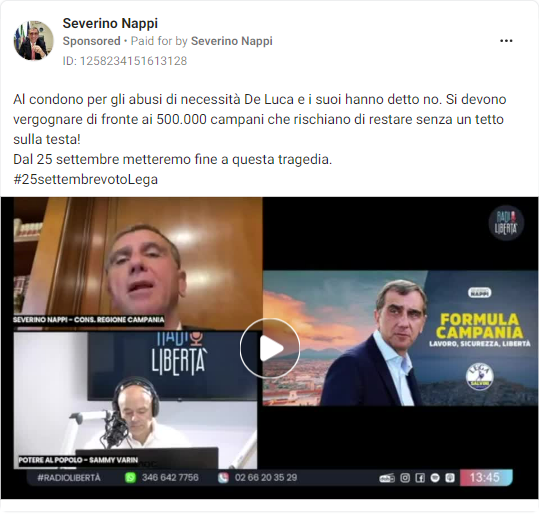 Severino Nappi
Sponsored • Paid for by Severino Nappi
ID: 1258234151613128
Al condono per gli abusi di necessità De Luca e i suoi hanno detto no. Si devono
vergognare di fronte ai 500.000 campani che rischiano di restare senza un tetto
sulla testa!
Dal 25 settembre metteremo fine a questa tragedia.
#25settembrevotoLega
RADIO
LIBERTÀ
SEVERINO NAPPI - CONS. REGIONE CAMPANIA
NAPPI
FORMULA
CAMPANIA
LAVORO, SICUREZZA, LIBERTÀ
LEGA
SALVINI
RADIO
LIBERTÀ
POTERE AL POPOLO - SAMMY VARIN
#RADIOLIBERTÀ 346 642 7756 02 66 20 35 29 13:45